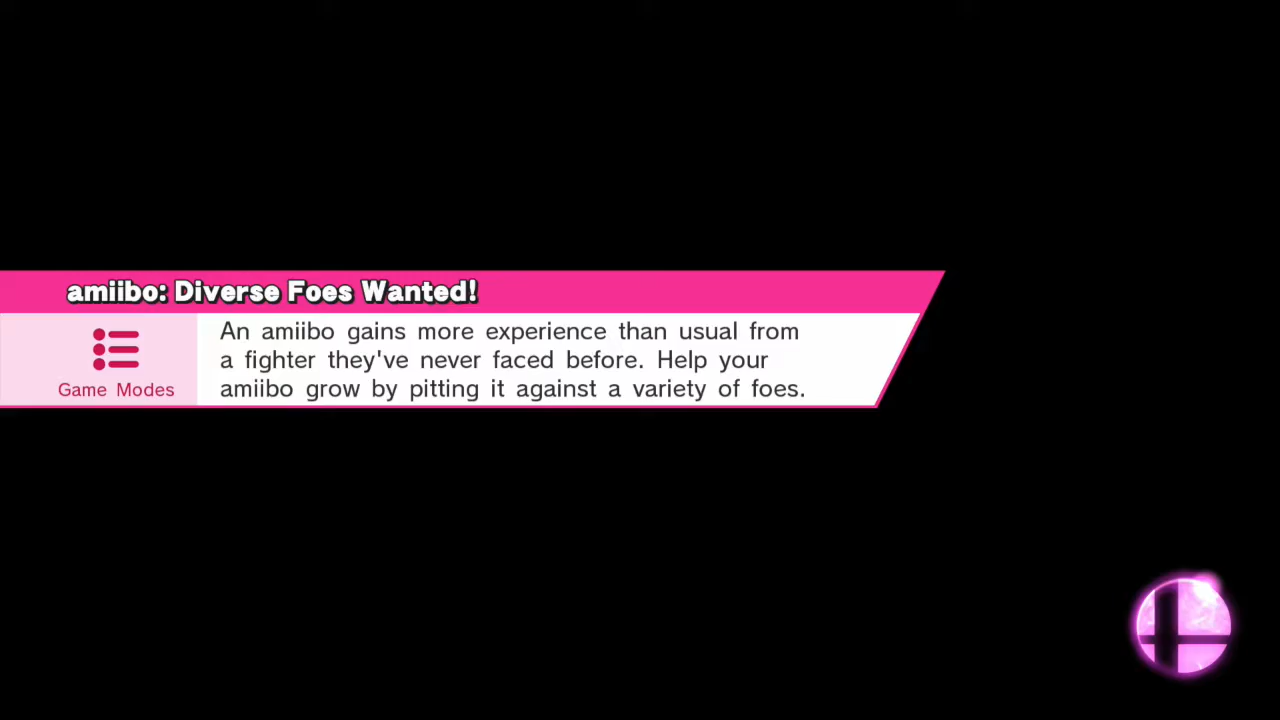 amiibo: Diverse Foes Wanted!
Game Modes
An amiibo gains more experience than usual from
a fighter they've never faced before. Help your
amiibo grow by pitting it against a variety of foes.